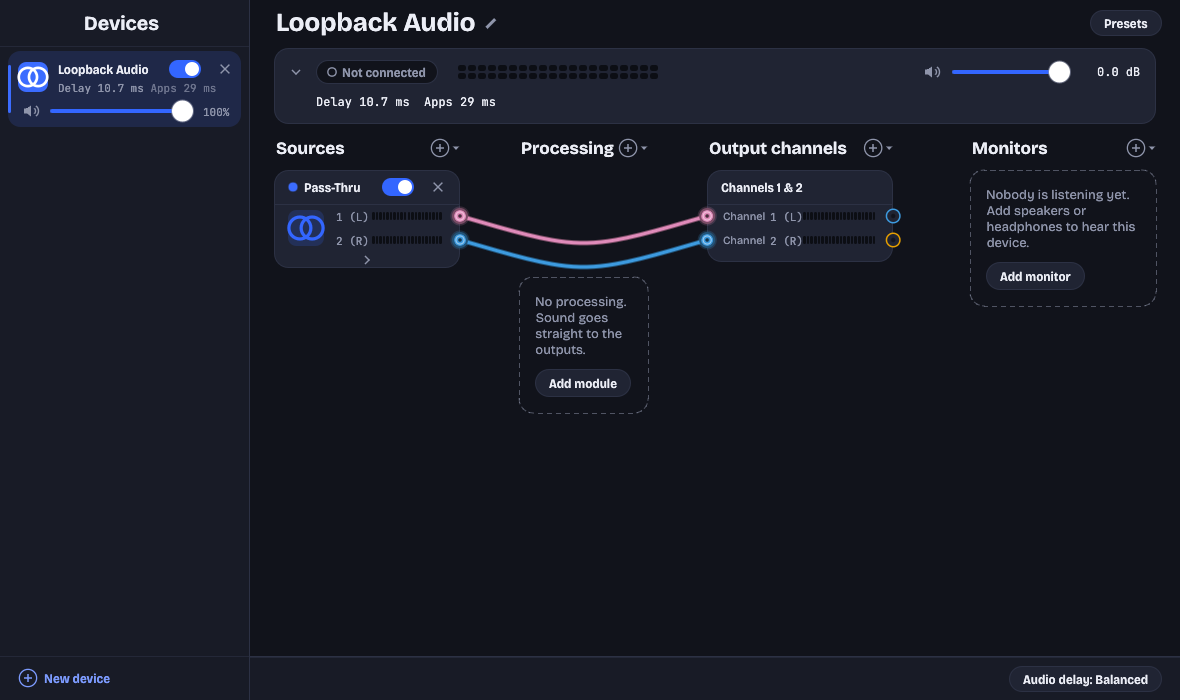 Devices
Loopback Audio
Delay 10.7 ms Apps 29 ms
100%
New device
Loopback Audio
Presets
Not connected
0.0 dB
Delay 10.7 ms Apps 29 ms
Sources
Processing
Output channels
Monitors
Pass-Thru
1 (L)
2 (R)
No processing.
Sound goes
straight to the
outputs.
Add module
Channels 1 & 2
Channel 1 (L)
Channel 2 (R)
Nobody is listening yet.
Add speakers or
headphones to hear this
device.
Add monitor
Audio delay: Balanced